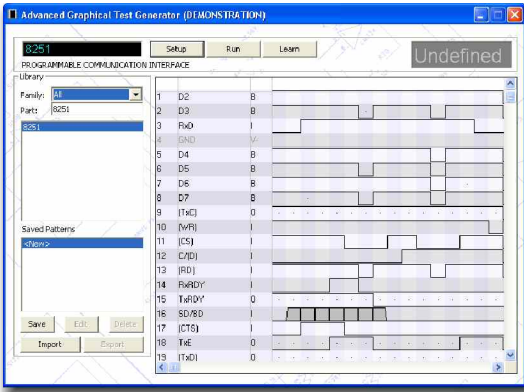 Advanced Graphical Test Generator (DEMONSTRATION)
8251
Setup
Run
Learn
Undefined
PROGRAMMABLE COMMUNICATION INTERFACE
Library
Family: All
Part: 8251
8251
Saved Patterns
<New>
Save
Edit
Delete
Import
Export
1 D2 B
2 D3 B
3 RxD I
4 GND V-
5 D4 B
6 D5 B
7 D6 B
8 D7 B
9 (TxC) O
10 (WR) I
11 (CS) I
12 C/(D) I
13 (RD) I
14 RxRDY I
15 TxRDY O
16 SD/BD I
17 (CTS) I
18 TxE O
19 (TxD) O